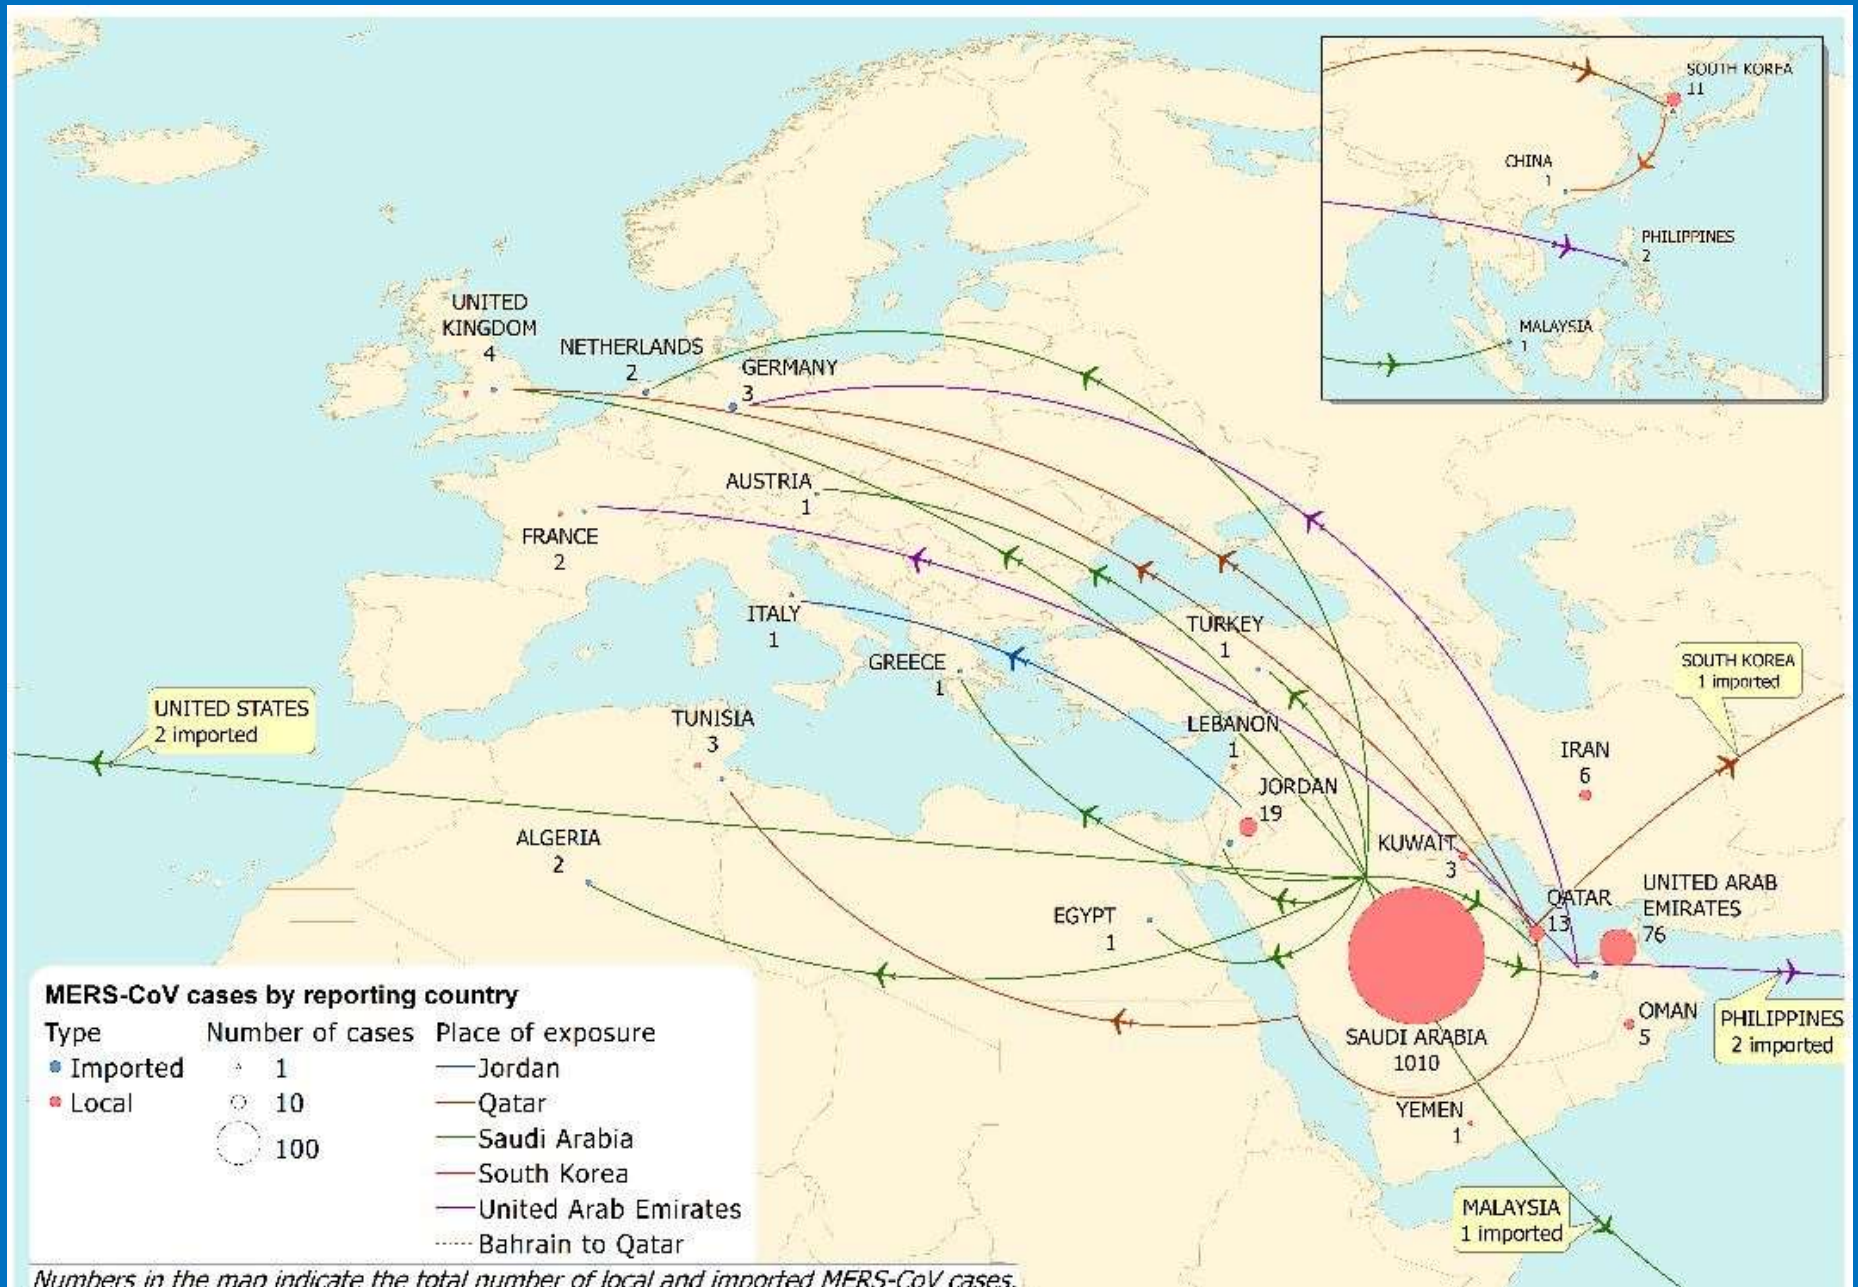 SOUTH KOREA
11
CHINA
1
PHILIPPINES
2
MALAYSIA
1
UNITED
KINGDOM
4
NETHERLANDS
2
GERMANY
3
AUSTRIA
1
FRANCE
2
ITALY
1
TURKEY
1
GREECE
1
SOUTH KOREA
1 imported
UNITED STATES
2 imported
TUNISIA
3
LEBANON
1
IRAN
6
JORDAN
19
ALGERIA
2
KUWAIT
3
QATAR
13
UNITED ARAB
EMIRATES
76
EGYPT
1
OMAN
5
PHILIPPINES
2 imported
SAUDI ARABIA
1010
YEMEN
1
MALAYSIA
1 imported
MERS-CoV cases by reporting country
Type
Imported
Local
Number of cases
1
10
100
Place of exposure
Jordan
Qatar
Saudi Arabia
South Korea
United Arab Emirates
Bahrain to Qatar
Numbers in the map indicate the total number of local and imported MERS-CoV cases.